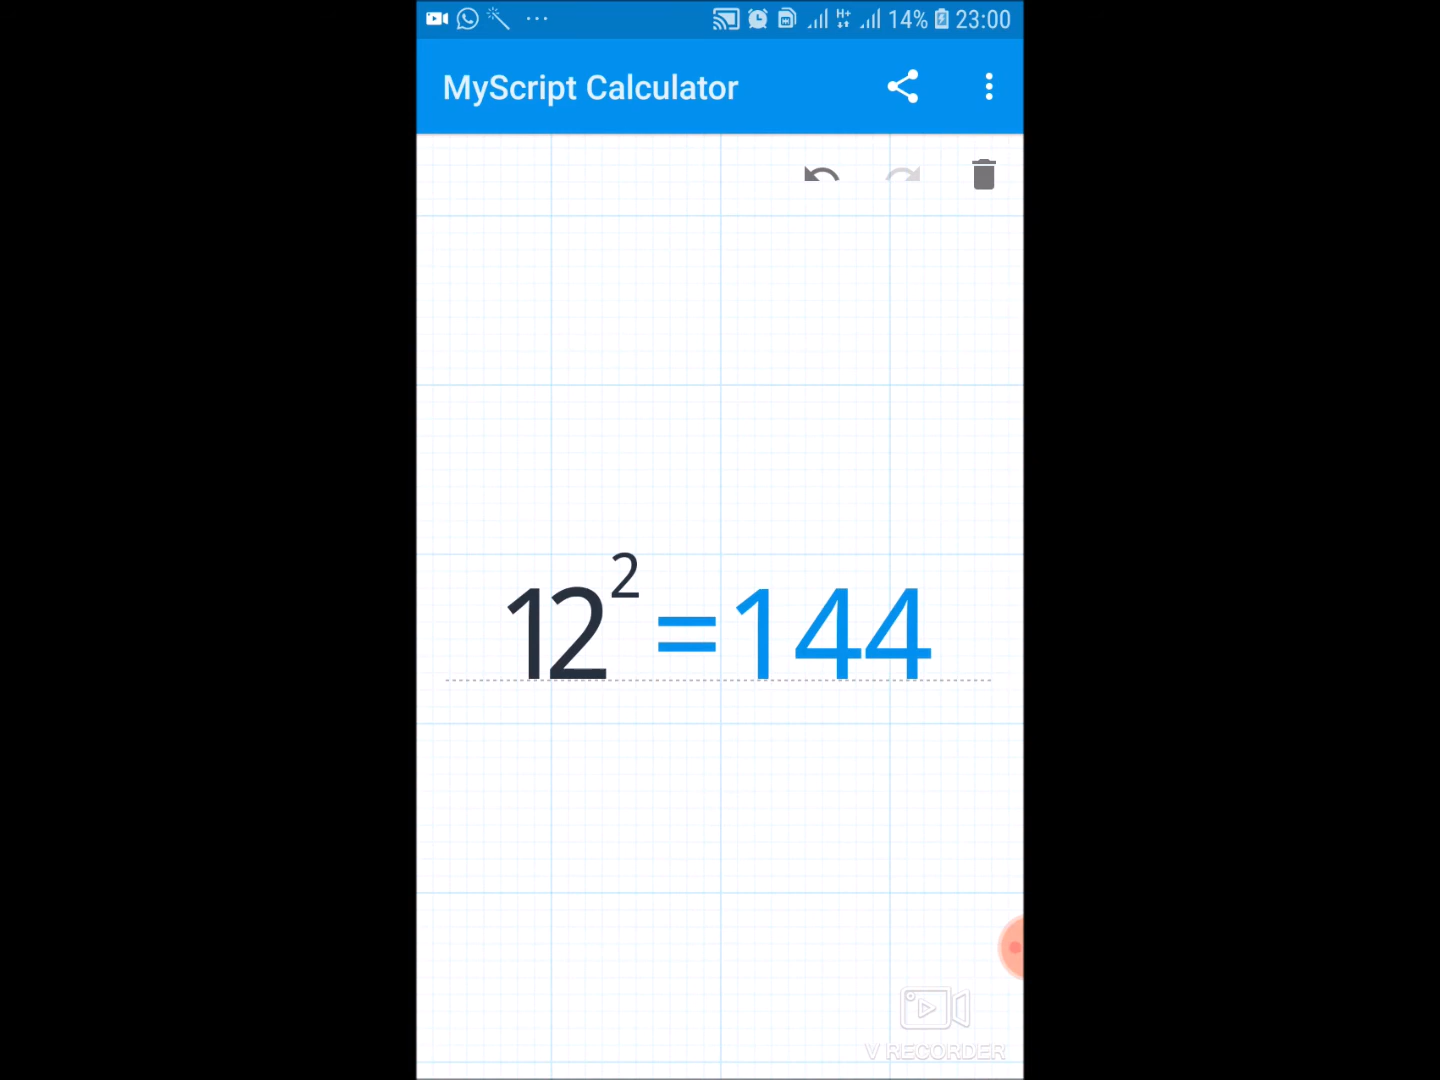 H+ 14% 23:00
MyScript Calculator
12² =144
V RECORDER